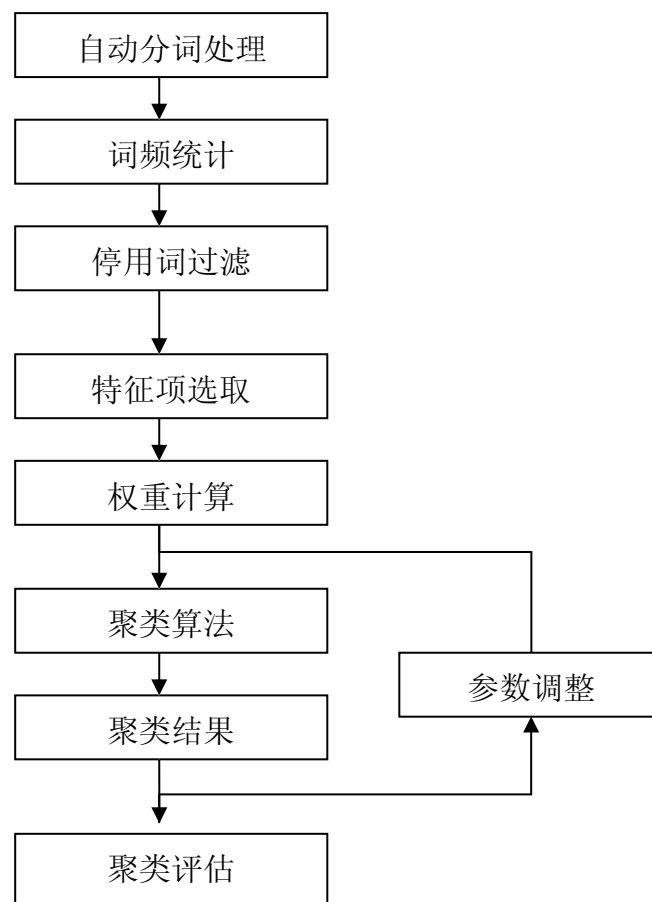 自动分词处理
词频统计
停用词过滤
特征项选取
权重计算
聚类算法
参数调整
聚类结果
聚类评估